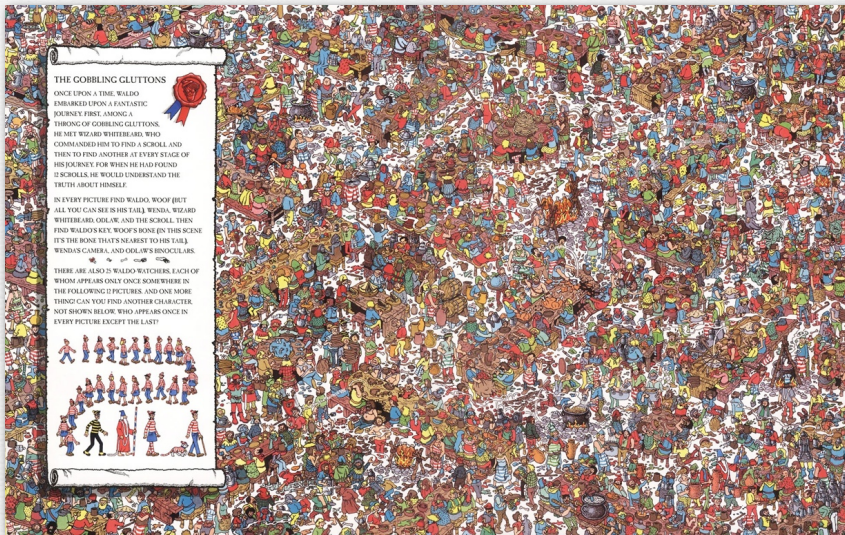 THE GOBBLING GLUTTONS
ONCE UPON A TIME, WALDO
EMBARKED UPON A FANTASTIC
JOURNEY. FIRST, AMONG A
THRONG OF GOBBLING GLUTTONS,
HE MET WIZARD WHITEBEARD, WHO
COMMANDED HIM TO FIND A SCROLL AND
THEN TO FIND ANOTHER AT EVERY STAGE OF
HIS JOURNEY. FOR WHEN HE HAD FOUND
12 SCROLLS, HE WOULD UNDERSTAND THE
TRUTH ABOUT HIMSELF.
IN EVERY PICTURE FIND WALDO, WOOF (BUT
ALL YOU CAN SEE IS HIS TAIL), WENDA, WIZARD
WHITEBEARD, ODLAW, AND THE SCROLL. THEN
FIND WALDO'S KEY, WOOF'S BONE (IN THIS SCENE
IT'S THE BONE THAT'S NEAREST TO HIS TAIL),
WENDA'S CAMERA, AND ODLAW'S BINOCULARS.
THERE ARE ALSO 25 WALDO-WATCHERS, EACH OF
WHOM APPEARS ONLY ONCE SOMEWHERE IN
THE FOLLOWING 12 PICTURES. AND ONE MORE
THING! CAN YOU FIND ANOTHER CHARACTER,
NOT SHOWN BELOW, WHO APPEARS ONCE IN
EVERY PICTURE EXCEPT THE LAST?